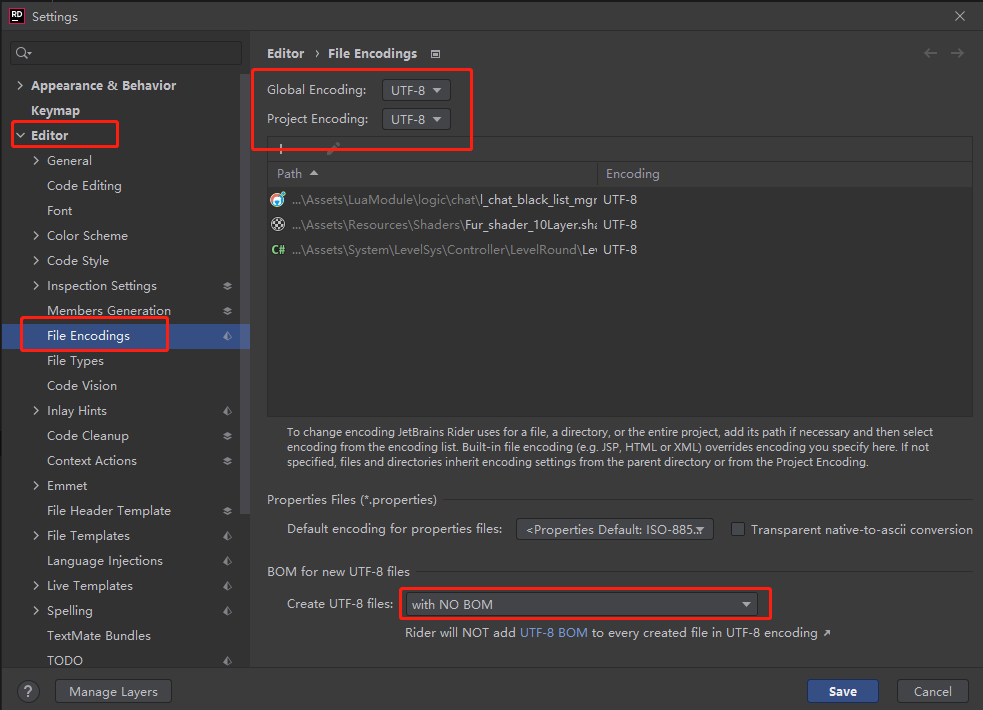 RD
Settings
Appearance & Behavior
Keymap
Editor
General
Code Editing
Font
Color Scheme
Code Style
Inspection Settings
Members Generation
File Encodings
File Types
Code Vision
Inlay Hints
Code Cleanup
Context Actions
Emmet
File Header Template
File Templates
Language Injections
Live Templates
Spelling
TextMate Bundles
TODO
Editor › File Encodings
Global Encoding: UTF-8
Project Encoding: UTF-8
Path Encoding
...\Assets\LuaModule\logic\chat\l_chat_black_list_mgr UTF-8
...\Assets\Resources\Shaders\Fur_shader_10Layer.sha UTF-8
C# ...\Assets\System\LevelSys\Controller\LevelRound\Lev UTF-8
To change encoding JetBrains Rider uses for a file, a directory, or the entire project, add its path if necessary and then select
encoding from the encoding list. Built-in file encoding (e.g. JSP, HTML or XML) overrides encoding you specify here. If not
specified, files and directories inherit encoding settings from the parent directory or from the Project Encoding.
Properties Files (*.properties)
Default encoding for properties files: <Properties Default: ISO-885.. Transparent native-to-ascii conversion
BOM for new UTF-8 files
Create UTF-8 files: with NO BOM
Rider will NOT add UTF-8 BOM to every created file in UTF-8 encoding ↗
? Manage Layers Save Cancel